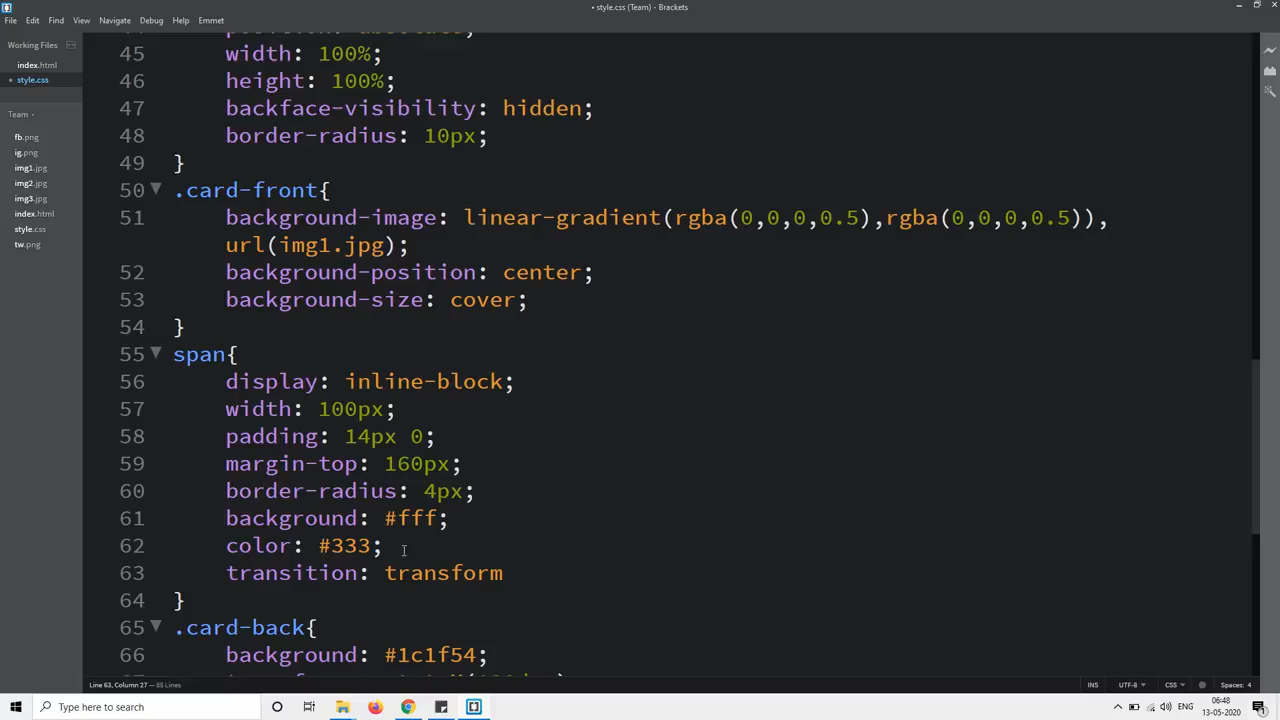 • style.css (Team) - Brackets
File Edit Find View Navigate Debug Help Emmet
Working Files
index.html
• style.css
Team
fb.png
ig.png
img1.jpg
img2.jpg
img3.jpg
index.html
style.css
tw.png
45 width: 100%;
46 height: 100%;
47 backface-visibility: hidden;
48 border-radius: 10px;
49 }
50 .card-front{
51 background-image: linear-gradient(rgba(0,0,0,0.5),rgba(0,0,0,0.5)),
url(img1.jpg);
52 background-position: center;
53 background-size: cover;
54 }
55 span{
56 display: inline-block;
57 width: 100px;
58 padding: 14px 0;
59 margin-top: 160px;
60 border-radius: 4px;
61 background: #fff;
62 color: #333;
63 transition: transform
64 }
65 .card-back{
66 background: #1c1f54;
Line 63, Column 27 — 85 Lines
INS UTF-8 CSS Spaces: 4
Type here to search
06:48
13-05-2020